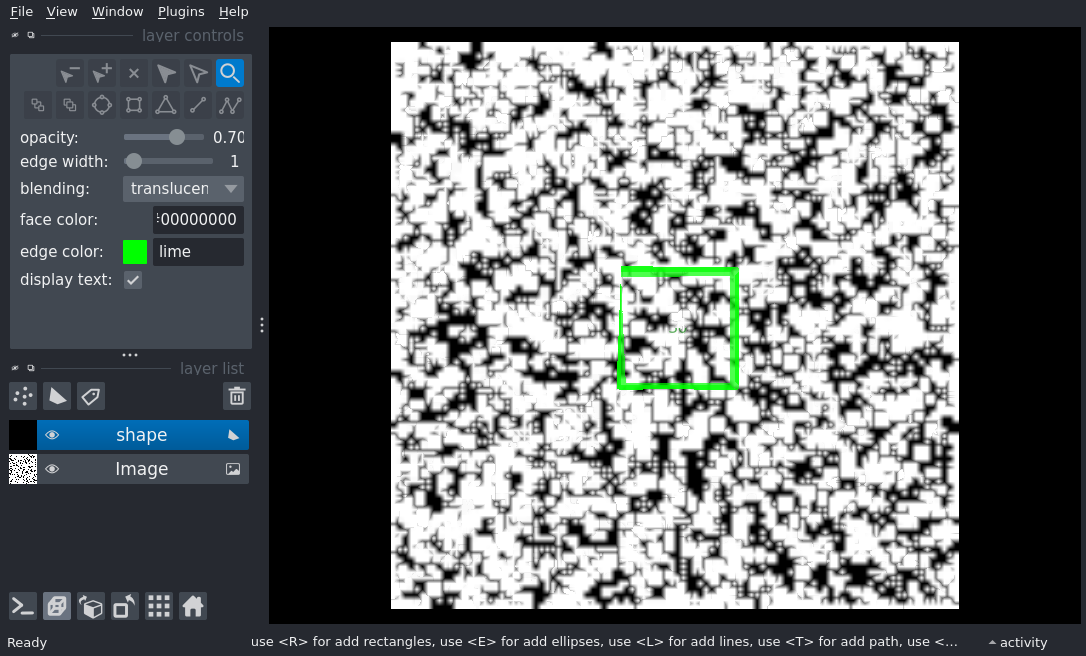 File View Window Plugins Help
layer controls
opacity: 0.70
edge width: 1
blending: translucen
face color: 00000000
edge color: lime
display text:
layer list
shape
Image
Ready
use <R> for add rectangles, use <E> for add ellipses, use <L> for add lines, use <T> for add path, use <...
activity